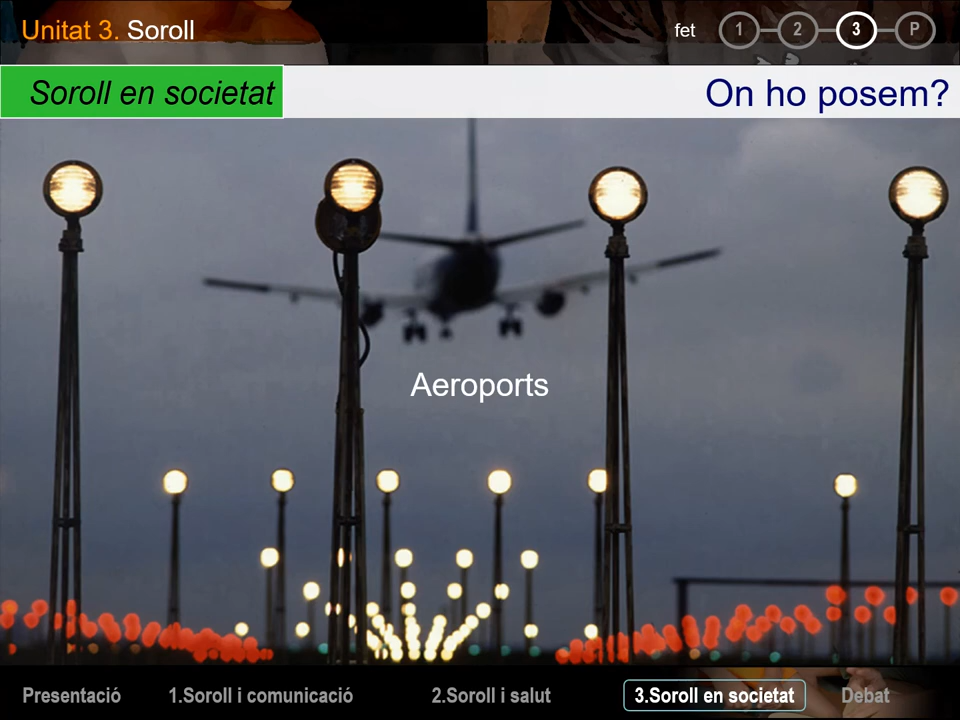 Unitat 3. Soroll
fet 1 2 3 P
Soroll en societat
On ho posem?
Aeroports
Presentació 1.Soroll i comunicació 2.Soroll i salut 3.Soroll en societat Debat